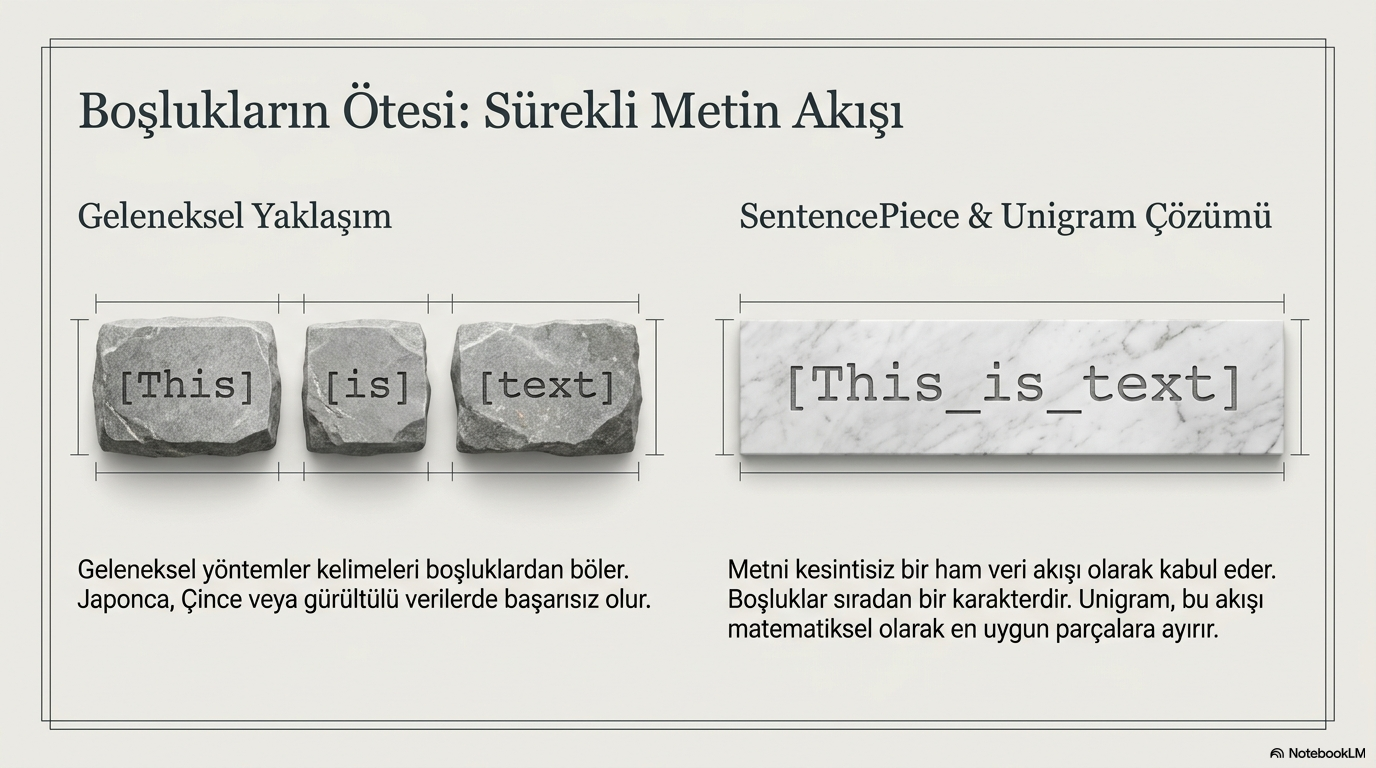 Boşlukların Ötesi: Sürekli Metin Akışı
Geleneksel Yaklaşım
[This] [is] [text]
Geleneksel yöntemler kelimeleri boşluklardan böler.
Japonca, Çince veya gürültülü verilerde başarısız olur.
SentencePiece & Unigram Çözümü
[This_is_text]
Metni kesintisiz bir ham veri akışı olarak kabul eder.
Boşluklar sıradan bir karakterdir. Unigram, bu akışı
matematiksel olarak en uygun parçalara ayırır.
NotebookLM